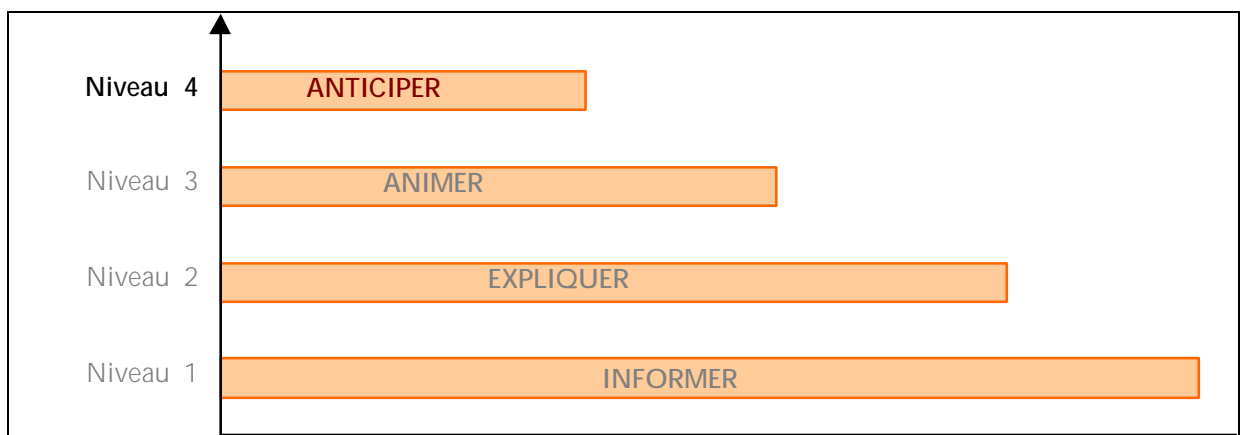 Niveau 4 ANTICIPER
Niveau 3 ANIMER
Niveau 2 EXPLIQUER
Niveau 1 INFORMER